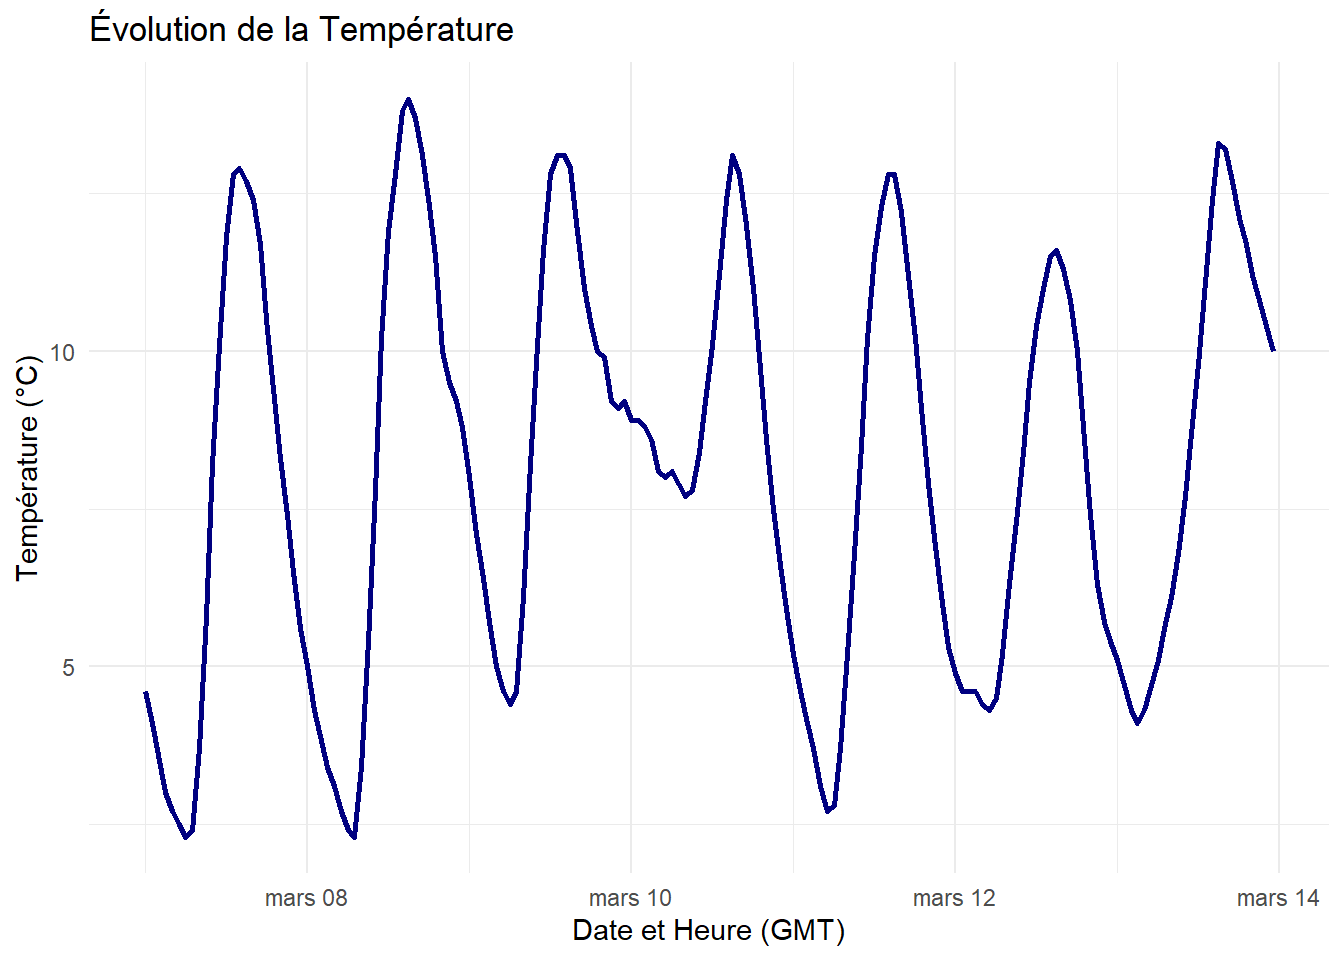 Évolution de la Température
Température (°C)
10
5
mars 08
mars 10
mars 12
mars 14
Date et Heure (GMT)